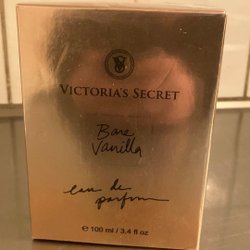 VICTORIA'S SECRET
Bare
Vanilla
eau de
parfum
℮ 100 ml / 3.4 fl oz